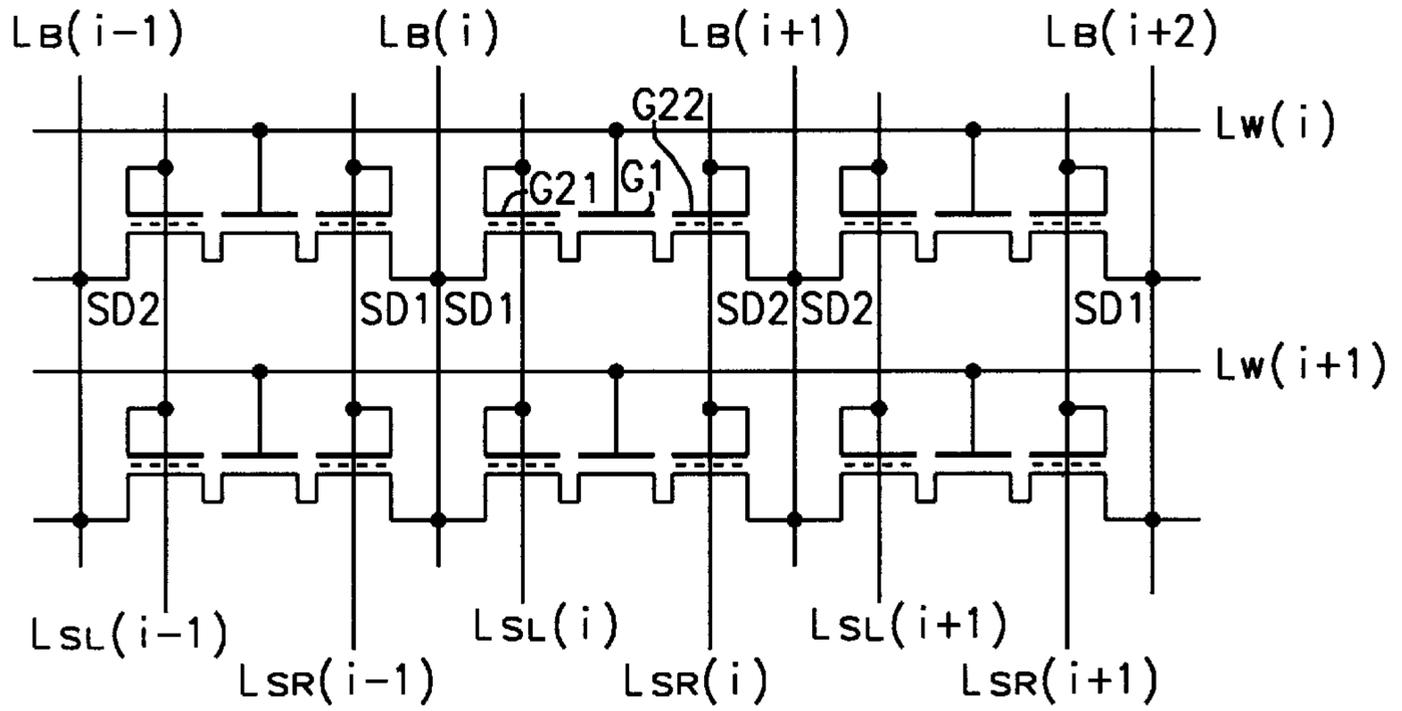 LB(i-1) LB(i) LB(i+1) LB(i+2)
G22
LW(i)
G21 G1
SD2 SD1 SD1 SD2 SD2 SD1
LW(i+1)
LSL(i-1) LSL(i) LSL(i+1)
LSR(i-1) LSR(i) LSR(i+1)